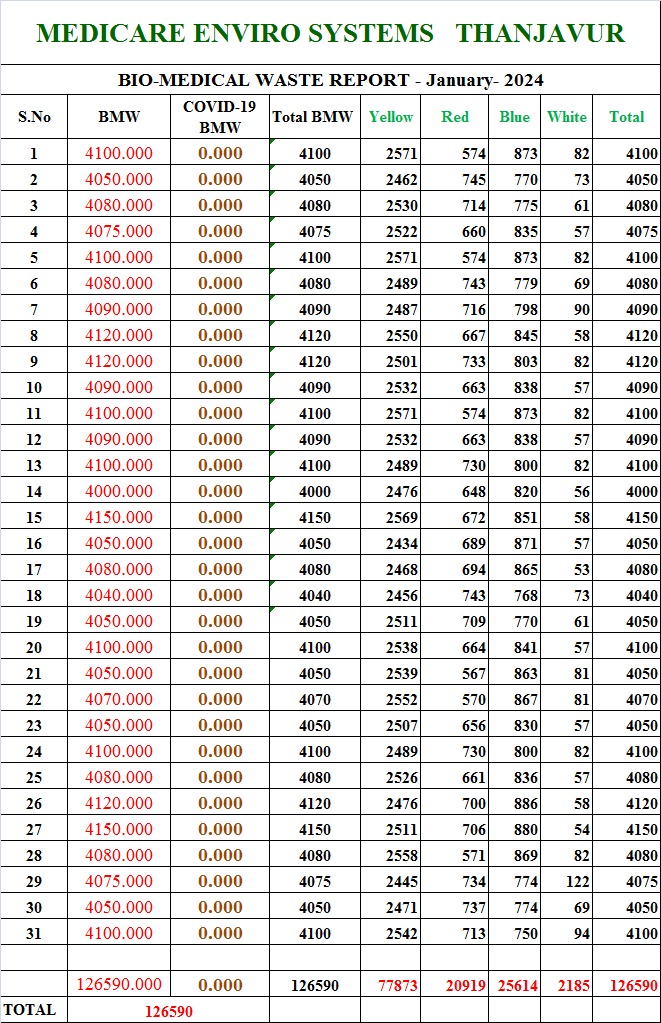 MEDICARE ENVIRO SYSTEMS THANJAVUR
BIO-MEDICAL WASTE REPORT - January- 2024
S.No BMW COVID-19 BMW Total BMW Yellow Red Blue White Total
1 4100.000 0.000 4100 2571 574 873 82 4100
2 4050.000 0.000 4050 2462 745 770 73 4050
3 4080.000 0.000 4080 2530 714 775 61 4080
4 4075.000 0.000 4075 2522 660 835 57 4075
5 4100.000 0.000 4100 2571 574 873 82 4100
6 4080.000 0.000 4080 2489 743 779 69 4080
7 4090.000 0.000 4090 2487 716 798 90 4090
8 4120.000 0.000 4120 2550 667 845 58 4120
9 4120.000 0.000 4120 2501 733 803 82 4120
10 4090.000 0.000 4090 2532 663 838 57 4090
11 4100.000 0.000 4100 2571 574 873 82 4100
12 4090.000 0.000 4090 2532 663 838 57 4090
13 4100.000 0.000 4100 2489 730 800 82 4100
14 4000.000 0.000 4000 2476 648 820 56 4000
15 4150.000 0.000 4150 2569 672 851 58 4150
16 4050.000 0.000 4050 2434 689 871 57 4050
17 4080.000 0.000 4080 2468 694 865 53 4080
18 4040.000 0.000 4040 2456 743 768 73 4040
19 4050.000 0.000 4050 2511 709 770 61 4050
20 4100.000 0.000 4100 2538 664 841 57 4100
21 4050.000 0.000 4050 2539 567 863 81 4050
22 4070.000 0.000 4070 2552 570 867 81 4070
23 4050.000 0.000 4050 2507 656 830 57 4050
24 4100.000 0.000 4100 2489 730 800 82 4100
25 4080.000 0.000 4080 2526 661 836 57 4080
26 4120.000 0.000 4120 2476 700 886 58 4120
27 4150.000 0.000 4150 2511 706 880 54 4150
28 4080.000 0.000 4080 2558 571 869 82 4080
29 4075.000 0.000 4075 2445 734 774 122 4075
30 4050.000 0.000 4050 2471 737 774 69 4050
31 4100.000 0.000 4100 2542 713 750 94 4100
126590.000 0.000 126590 77873 20919 25614 2185 126590
TOTAL 126590